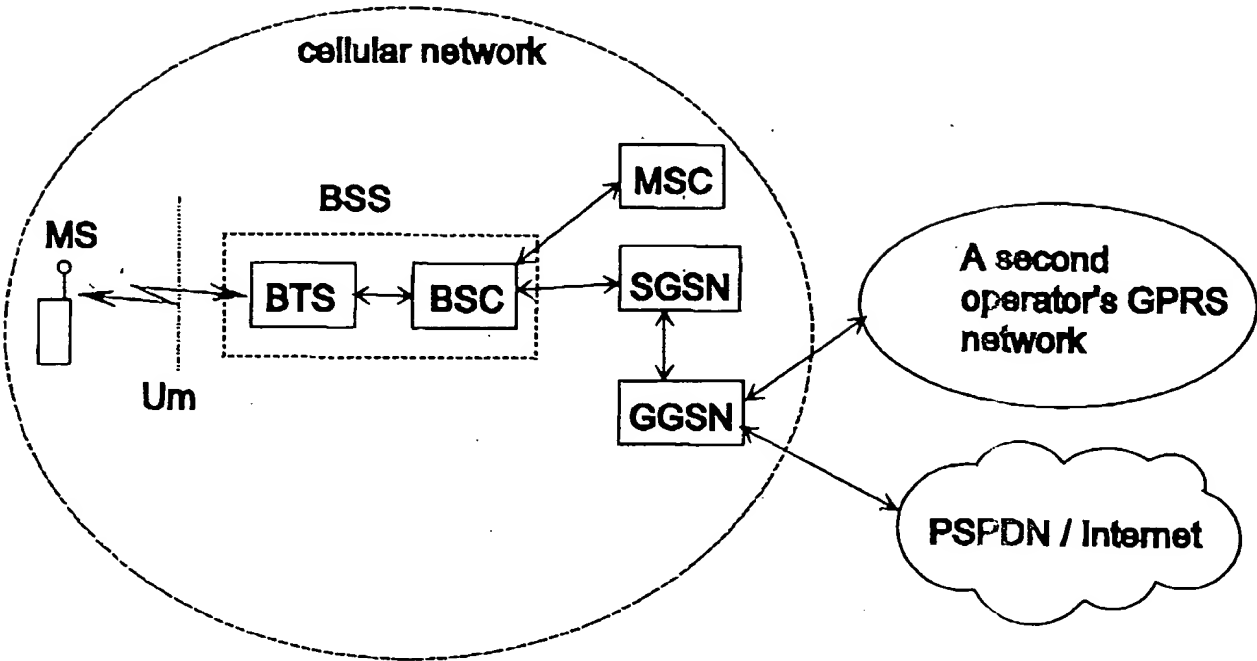 cellular network
MSC
BSS
MS
BTS
BSC
SGSN
A second
operator's GPRS
network
Um
GGSN
PSPDN / Internet